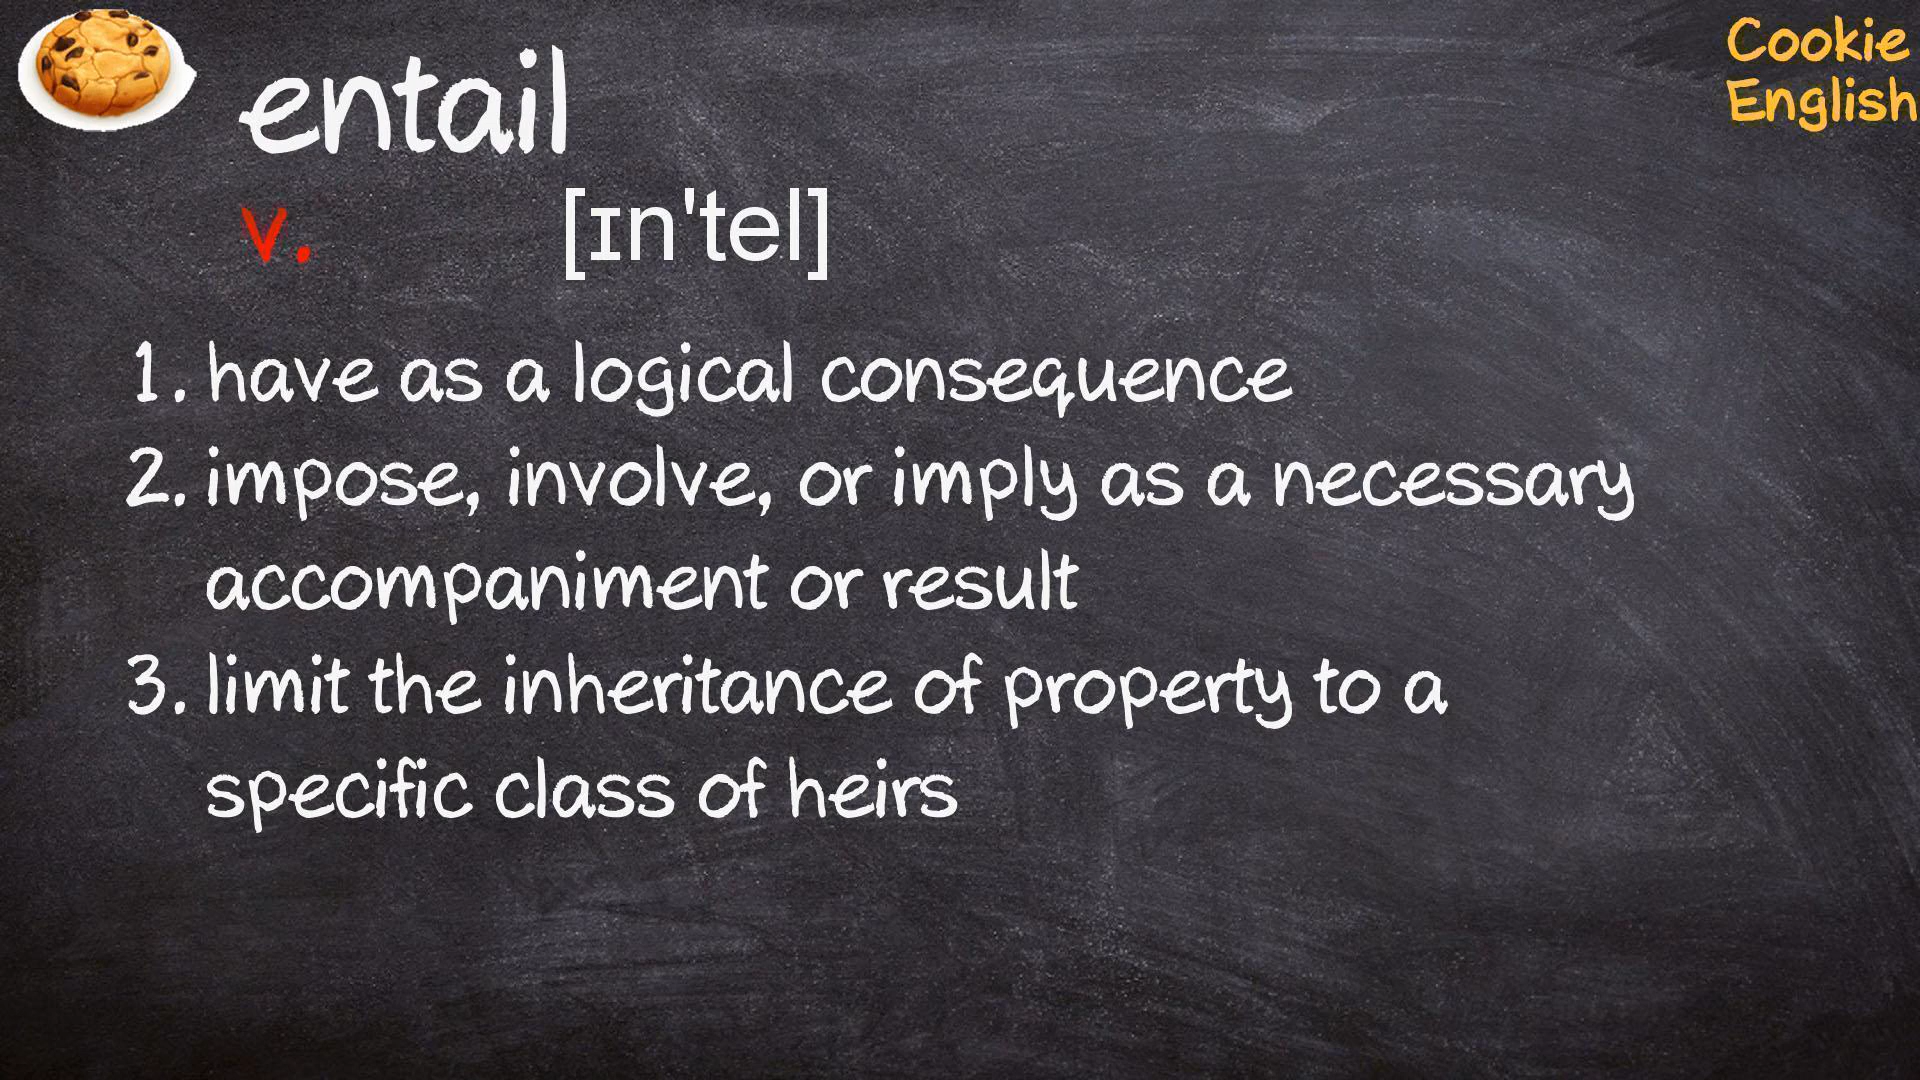 entail
Cookie
English
v. [ɪn'tel]
1. have as a logical consequence
2. impose, involve, or imply as a necessary
accompaniment or result
3. limit the inheritance of property to a
specific class of heirs